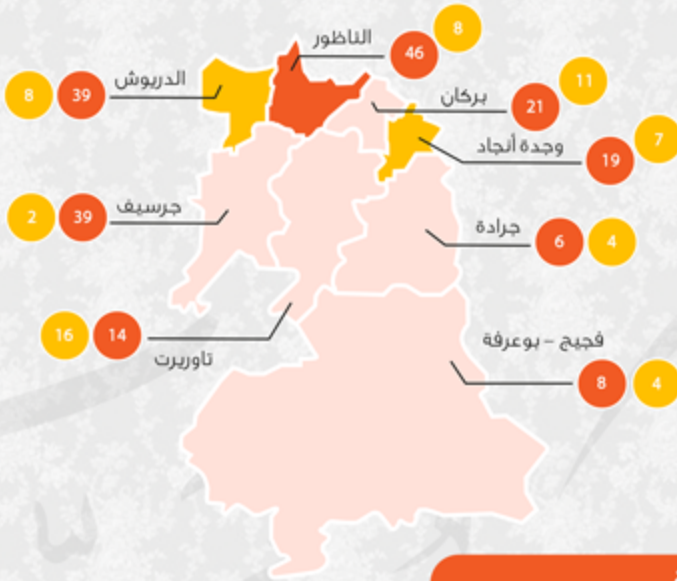 الناظور
46
8
الدريوش
39
8
بركان
21
11
وجدة أنجاد
19
7
جرسيف
39
2
جرادة
6
4
تاوريرت
14
16
فجيج – بوعرفة
8
4